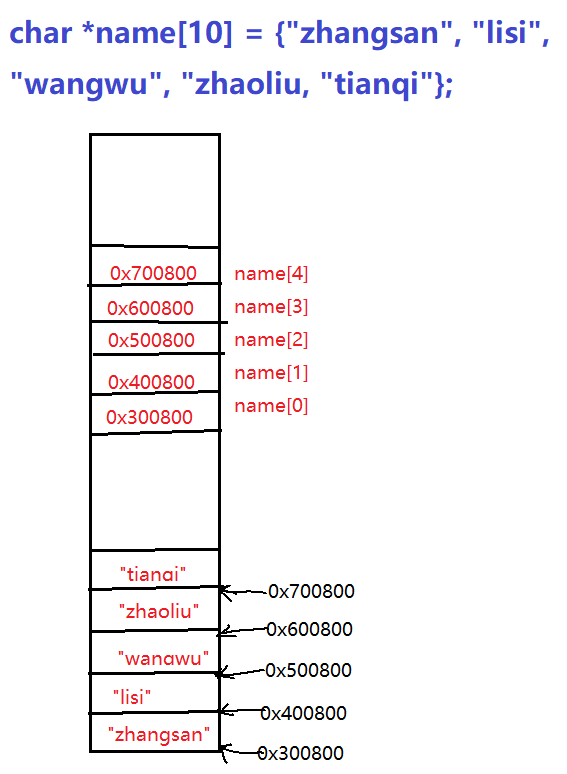 char *name[10] = {"zhangsan", "lisi",
"wangwu", "zhaoliu, "tianqi"};
0x700800 name[4]
0x600800 name[3]
0x500800 name[2]
0x400800 name[1]
0x300800 name[0]
"tianqi"
0x700800
"zhaoliu"
0x600800
"wangwu"
0x500800
"lisi"
0x400800
"zhangsan"
0x300800